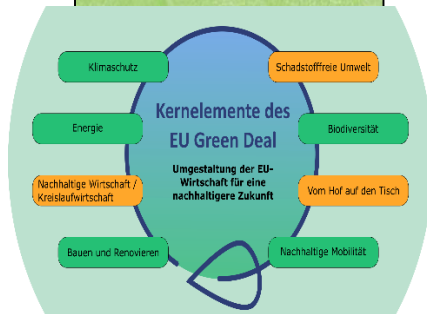 Klimaschutz
Schadstofffreie Umwelt
Kernelemente des
EU Green Deal
Energie
Biodiversität
Umgestaltung der EU-
Wirtschaft für eine
nachhaltigere Zukunft
Nachhaltige Wirtschaft /
Kreislaufwirtschaft
Vom Hof auf den Tisch
Bauen und Renovieren
Nachhaltige Mobilität